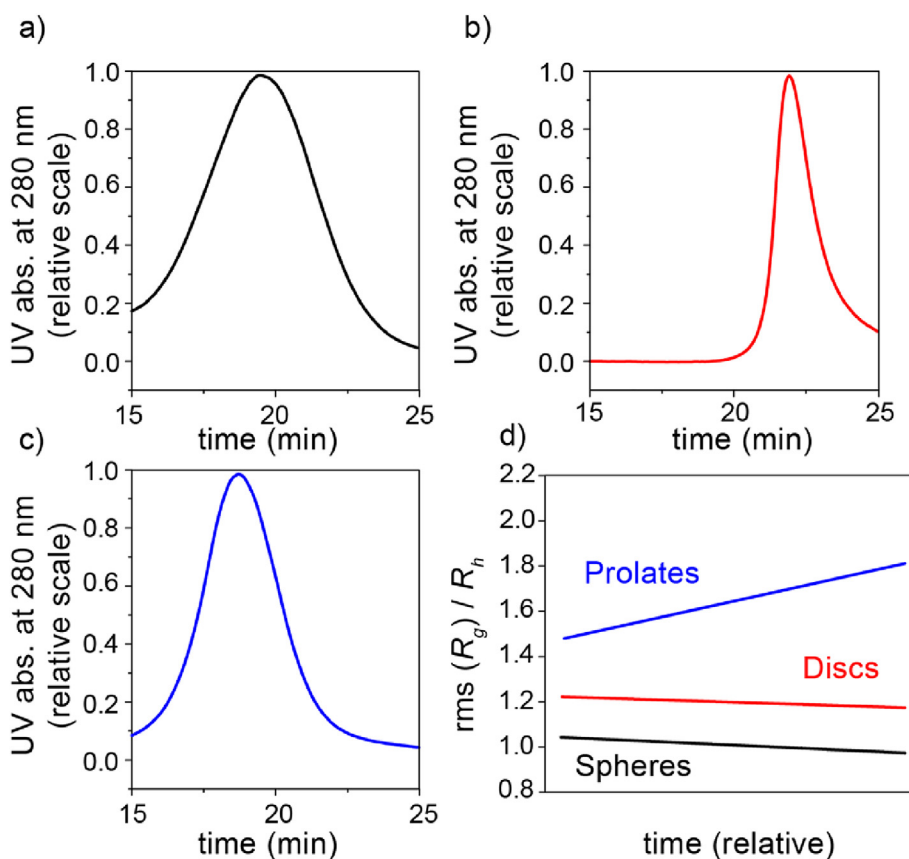 a)
UV abs. at 280 nm
(relative scale)
1.0
0.8
0.6
0.4
0.2
0.0
15
20
25
time (min)
b)
UV abs. at 280 nm
(relative scale)
1.0
0.8
0.6
0.4
0.2
0.0
15
20
25
time (min)
c)
UV abs. at 280 nm
(relative scale)
1.0
0.8
0.6
0.4
0.2
0.0
15
20
25
time (min)
d)
rms (Rg) / Rh
2.2
2.0
1.8
1.6
1.4
1.2
1.0
0.8
Prolates
Discs
Spheres
time (relative)